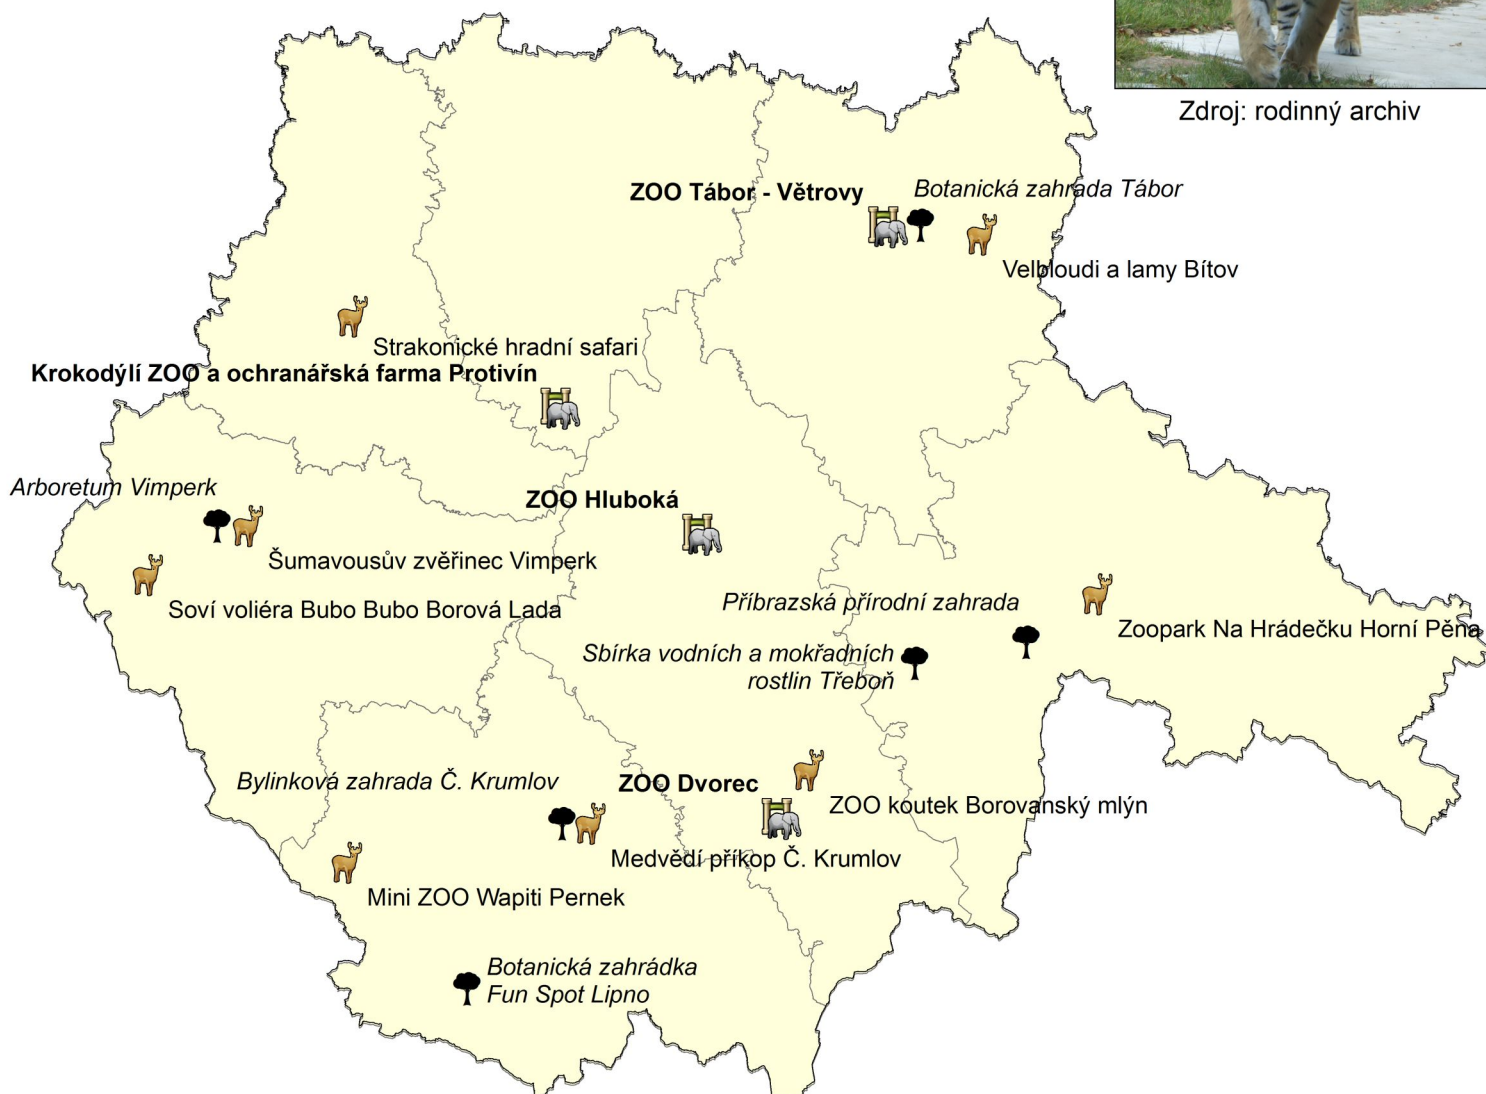 Zdroj: rodinný archiv
ZOO Tábor - Větrovy
Botanická zahrada Tábor
Velbloudi a lamy Bítov
Strakonické hradní safari
Krokodýlí ZOO a ochranářská farma Protivín
Arboretum Vimperk
ZOO Hluboká
Šumavousův zvěřinec Vimperk
Soví voliéra Bubo Bubo Borová Lada
Přibrazská přírodní zahrada
Zoopark Na Hrádečku Horní Pěna
Sbírka vodních a mokřadních
rostlin Třeboň
Bylinková zahrada Č. Krumlov
ZOO Dvorec
ZOO koutek Borovanský mlýn
Medvědí příkop Č. Krumlov
Mini ZOO Wapiti Pernek
Botanická zahrádka
Fun Spot Lipno